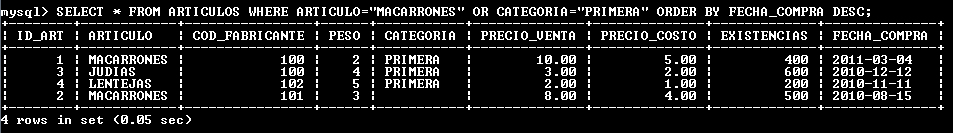 mysql> SELECT * FROM ARTICULOS WHERE ARTICULO="MACARRONES" OR CATEGORIA="PRIMERA" ORDER BY FECHA_COMPRA DESC;
+--------+------------+----------------+------+-----------+--------------+--------------+-------------+--------------+
| ID_ART | ARTICULO | COD_FABRICANTE | PESO | CATEGORIA | PRECIO_VENTA | PRECIO_COSTO | EXISTENCIAS | FECHA_COMPRA |
+--------+------------+----------------+------+-----------+--------------+--------------+-------------+--------------+
| 1 | MACARRONES | 100 | 2 | PRIMERA | 10.00 | 5.00 | 400 | 2011-03-04 |
| 3 | JUDIAS | 100 | 4 | PRIMERA | 3.00 | 2.00 | 600 | 2010-12-12 |
| 4 | LENTEJAS | 102 | 5 | PRIMERA | 2.00 | 1.00 | 200 | 2010-11-11 |
| 2 | MACARRONES | 101 | 3 | | 8.00 | 4.00 | 500 | 2010-08-15 |
+--------+------------+----------------+------+-----------+--------------+--------------+-------------+--------------+
4 rows in set (0.05 sec)